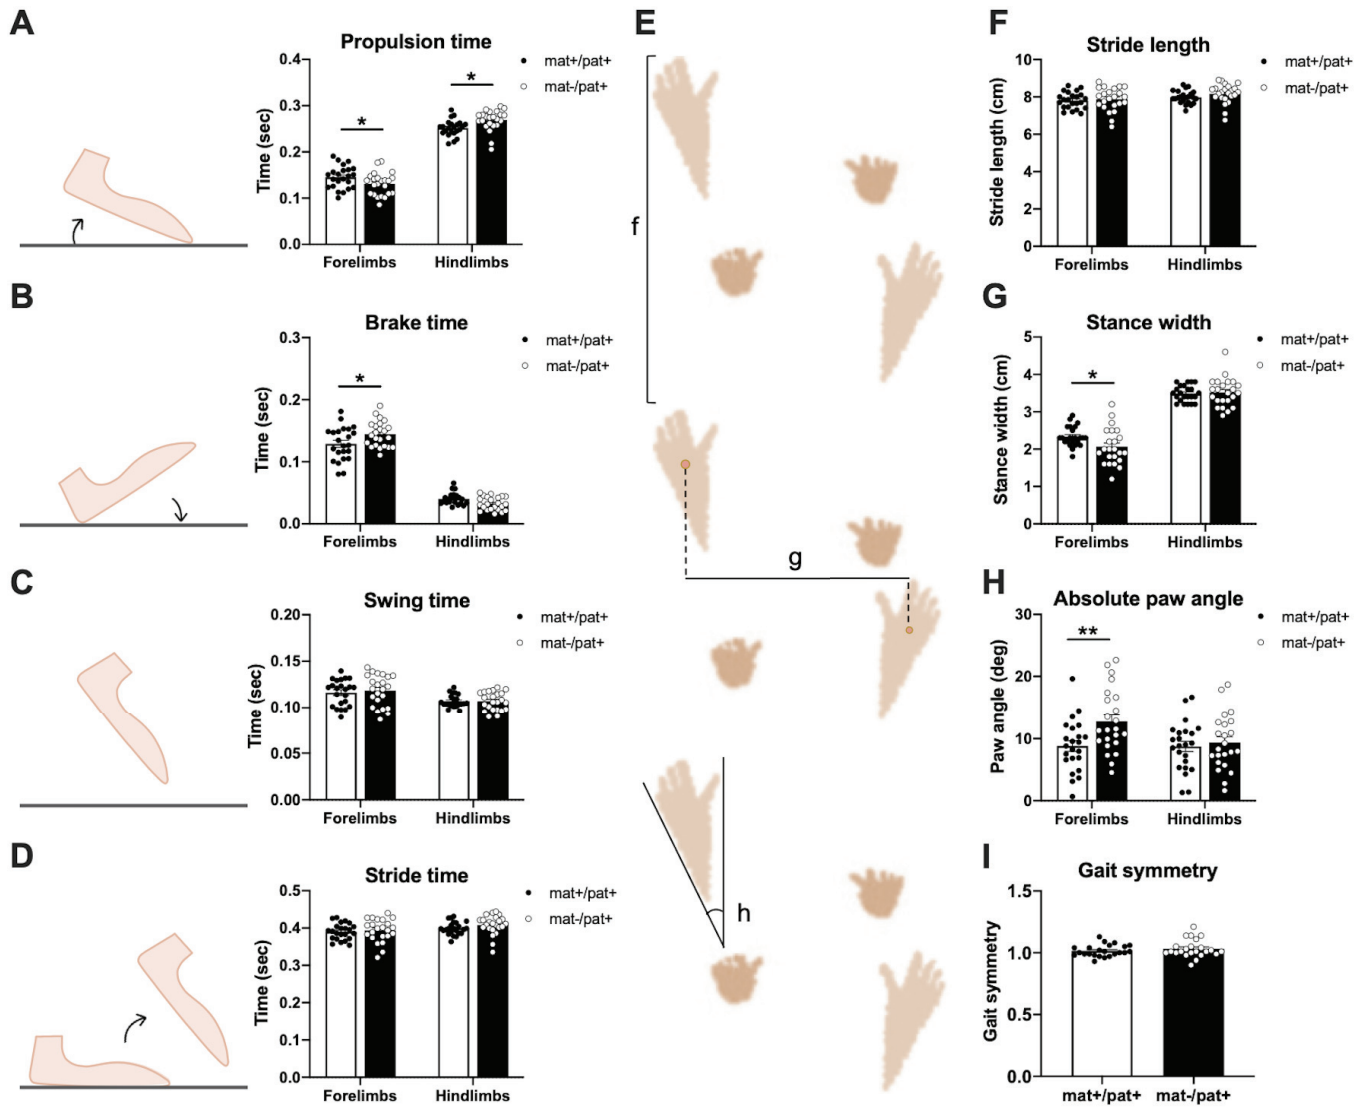 A
Propulsion time
mat+/pat+
mat-/pat+
Time (sec)
0.4
0.3
0.2
0.1
0.0
*
*
Forelimbs
Hindlimbs
B
Brake time
mat+/pat+
mat-/pat+
Time (sec)
0.3
0.2
0.1
0.0
*
Forelimbs
Hindlimbs
C
Swing time
mat+/pat+
mat-/pat+
Time (sec)
0.20
0.15
0.10
0.05
0.00
Forelimbs
Hindlimbs
D
Stride time
mat+/pat+
mat-/pat+
Time (sec)
0.5
0.4
0.3
0.2
0.1
0.0
Forelimbs
Hindlimbs
E
f
g
h
F
Stride length
mat+/pat+
mat-/pat+
Stride length (cm)
10
8
6
4
2
0
Forelimbs
Hindlimbs
G
Stance width
mat+/pat+
mat-/pat+
Stance width (cm)
5
4
3
2
1
0
*
Forelimbs
Hindlimbs
H
Absolute paw angle
mat+/pat+
mat-/pat+
Paw angle (deg)
30
20
10
0
**
Forelimbs
Hindlimbs
I
Gait symmetry
Gait symmetry
1.5
1.0
0.5
0.0
mat+/pat+
mat-/pat+